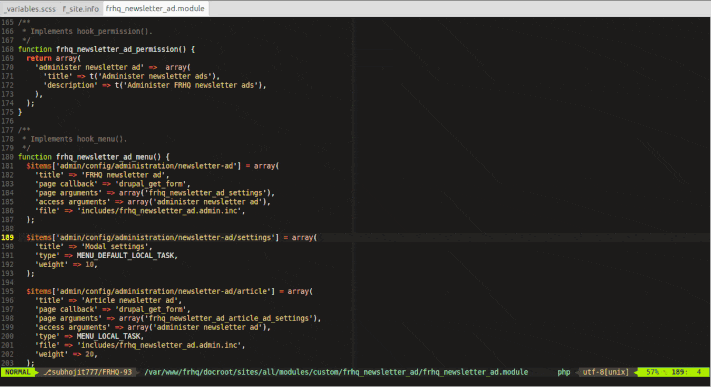 _variables.scss f_site.info frhq_newsletter_ad.module
165 /**
166  * Implements hook_permission().
167  */
168 function frhq_newsletter_ad_permission() {
169   return array(
170     'administer newsletter ad' =>  array(
171       'title' => t('Administer newsletter ads'),
172       'description' => t('Administer FRHQ newsletter ads'),
173     ),
174   );
175 }
176
177 /**
178  * Implements hook_menu().
179  */
180 function frhq_newsletter_ad_menu() {
181   $items['admin/config/administration/newsletter-ad'] = array(
182     'title' => 'FRHQ newsletter ad',
183     'page callback' => 'drupal_get_form',
184     'page arguments' => array('frhq_newsletter_ad_settings'),
185     'access arguments' => array('administer newsletter ad'),
186     'file' => 'includes/frhq_newsletter_ad.admin.inc',
187   );
188
189   $items['admin/config/administration/newsletter-ad/settings'] = array(
190     'title' => 'Modal settings',
191     'type' => MENU_DEFAULT_LOCAL_TASK,
192     'weight' => 10,
193   );
194
195   $items['admin/config/administration/newsletter-ad/article'] = array(
196     'title' => 'Article newsletter ad',
197     'page callback' => 'drupal_get_form',
198     'page arguments' => array('frhq_newsletter_ad_article_ad_settings'),
199     'access arguments' => array('administer newsletter ad'),
200     'type' => MENU_LOCAL_TASK,
201     'file' => 'includes/frhq_newsletter_ad.admin.inc',
202     'weight' => 20,
203   );
NORMAL subhojit777/FRHQ-93 /var/www/frhq/docroot/sites/all/modules/custom/frhq_newsletter_ad/frhq_newsletter_ad.module php utf-8[unix] 57% 189: 4